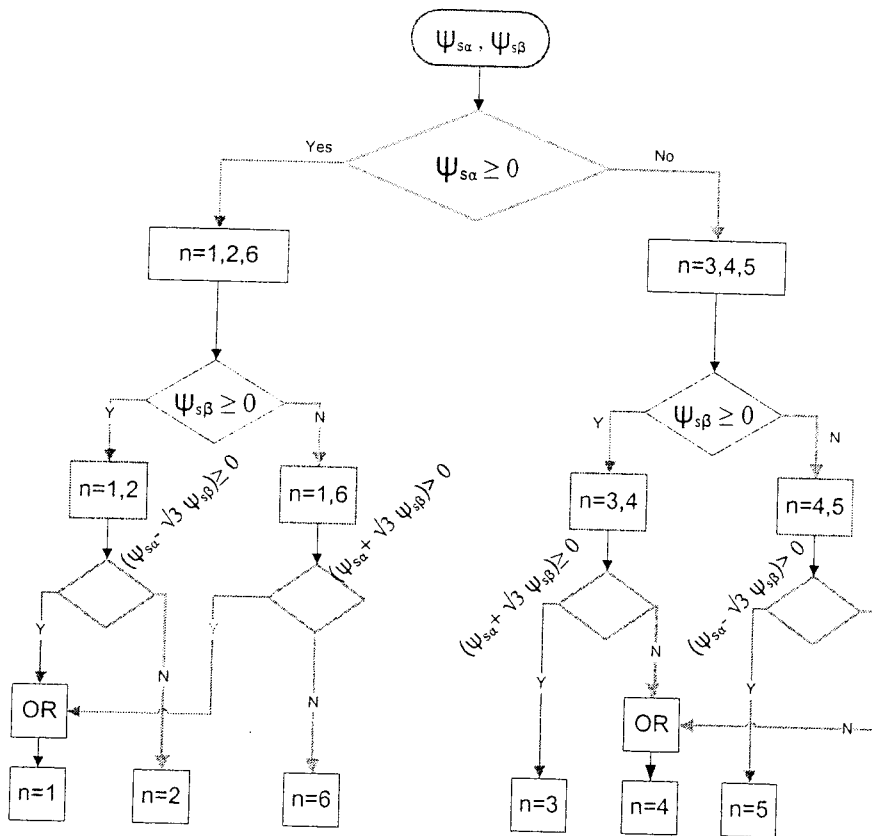 Ψsα , Ψsβ
Yes
Ψsα ≥ 0
No
n=1,2,6
n=3,4,5
Y
Ψsβ ≥ 0
N
Y
Ψsβ ≥ 0
N
n=1,2
(Ψsα- √3 Ψsβ)≥ 0
n=1,6
(Ψsα+ √3 Ψsβ)> 0
n=3,4
(Ψsα+ √3 Ψsβ)≥ 0
n=4,5
(Ψsα- √3 Ψsβ)> 0
Y
N
Y
N
Y
N
Y
N
OR
OR
n=1
n=2
n=6
n=3
n=4
n=5